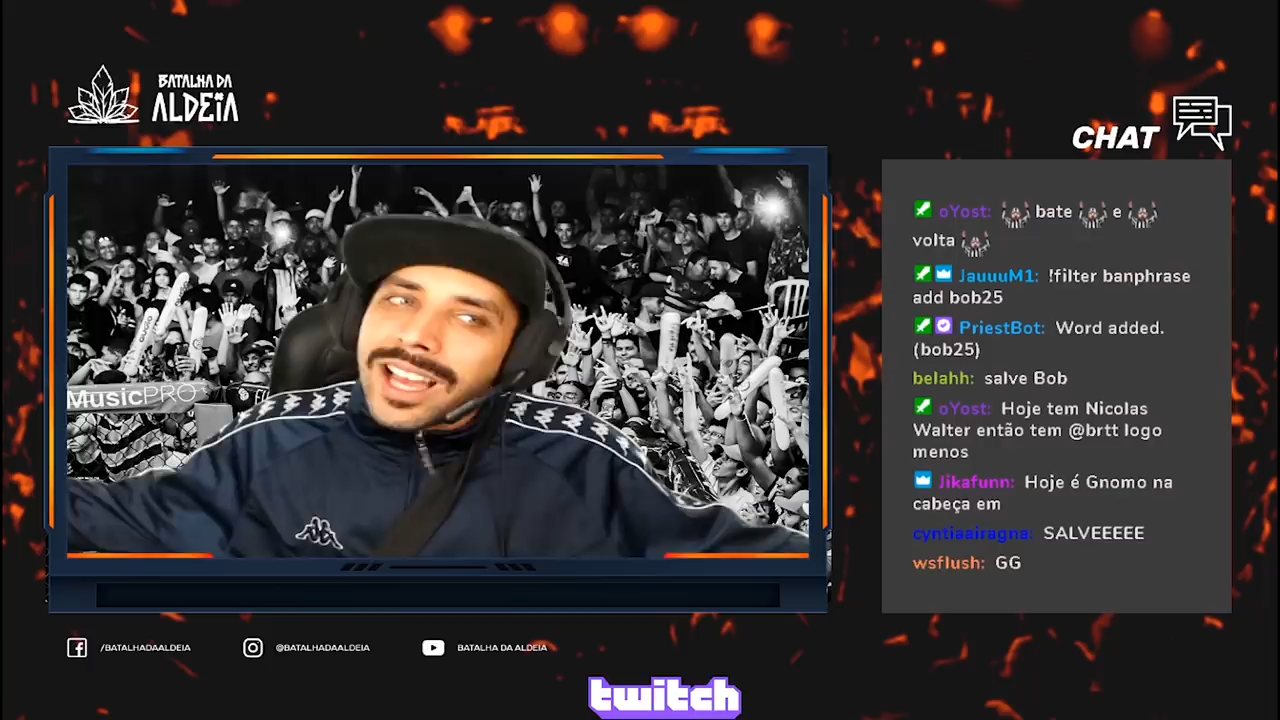 BATALHA DA
ALDEIA
CHAT
oYost: bate e
volta
JauuuM1: !filter banphrase
add bob25
PriestBot: Word added.
(bob25)
belahh: salve Bob
oYost: Hoje tem Nicolas
Walter então tem @brtt logo
menos
Jikafunn: Hoje é Gnomo na
cabeça em
cyntiaairagna: SALVEEEEE
wsflush: GG
MusicPRO
/BATALHADAALDEIA
@BATALHADAALDEIA
BATALHA DA ALDEIA
twitch